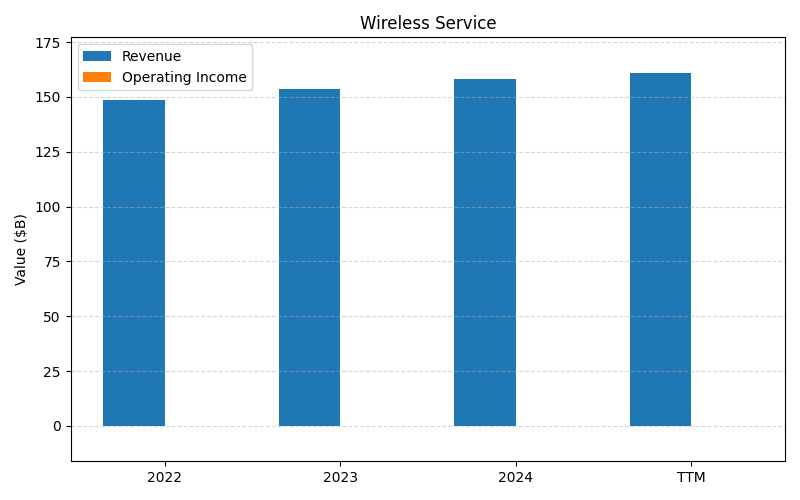 Wireless Service
Revenue
Operating Income
Value ($B)
175
150
125
100
75
50
25
0
2022 2023 2024 TTM